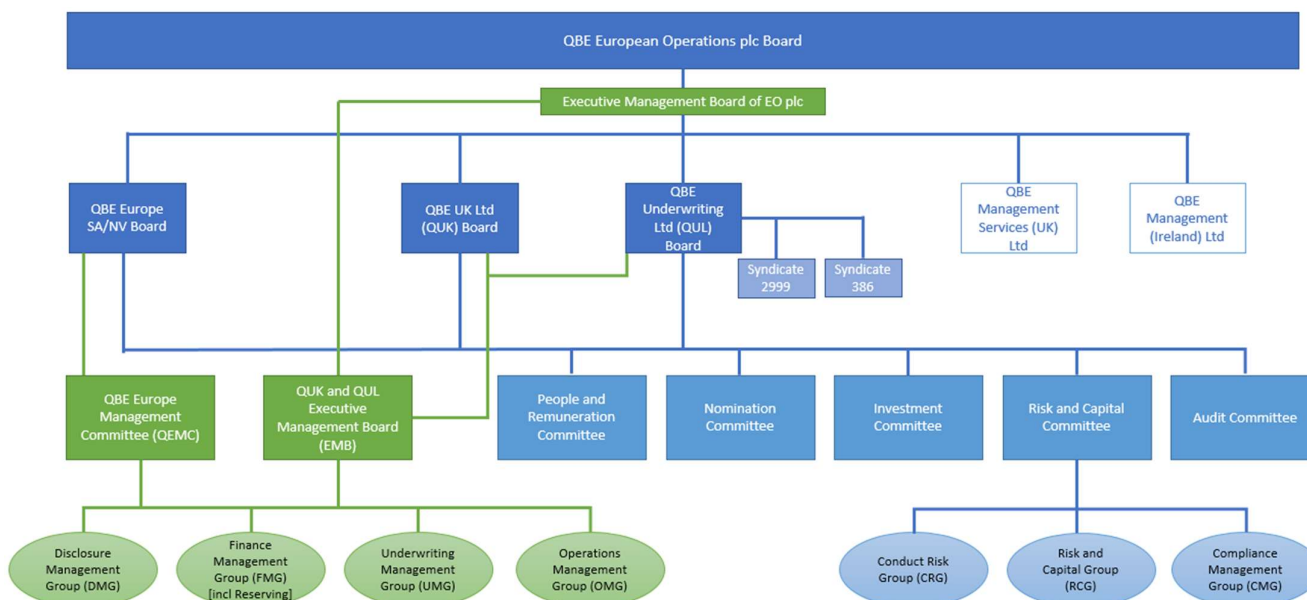 QBE European Operations plc Board
Executive Management Board of EO plc
QBE Europe
SA/NV Board
QBE UK Ltd
(QUK) Board
QBE
Underwriting
Ltd (QUL)
Board
QBE
Management
Services (UK)
Ltd
QBE
Management
(Ireland) Ltd
Syndicate
2999
Syndicate
386
QBE Europe
Management
Committee (QEMC)
QUK and QUL
Executive
Management Board
(EMB)
People and
Remuneration
Committee
Nomination
Committee
Investment
Committee
Risk and Capital
Committee
Audit Committee
Disclosure
Management
Group (DMG)
Finance
Management
Group (FMG)
[incl Reserving]
Underwriting
Management
Group (UMG)
Operations
Management
Group (OMG)
Conduct Risk
Group (CRG)
Risk and
Capital Group
(RCG)
Compliance
Management
Group (CMG)